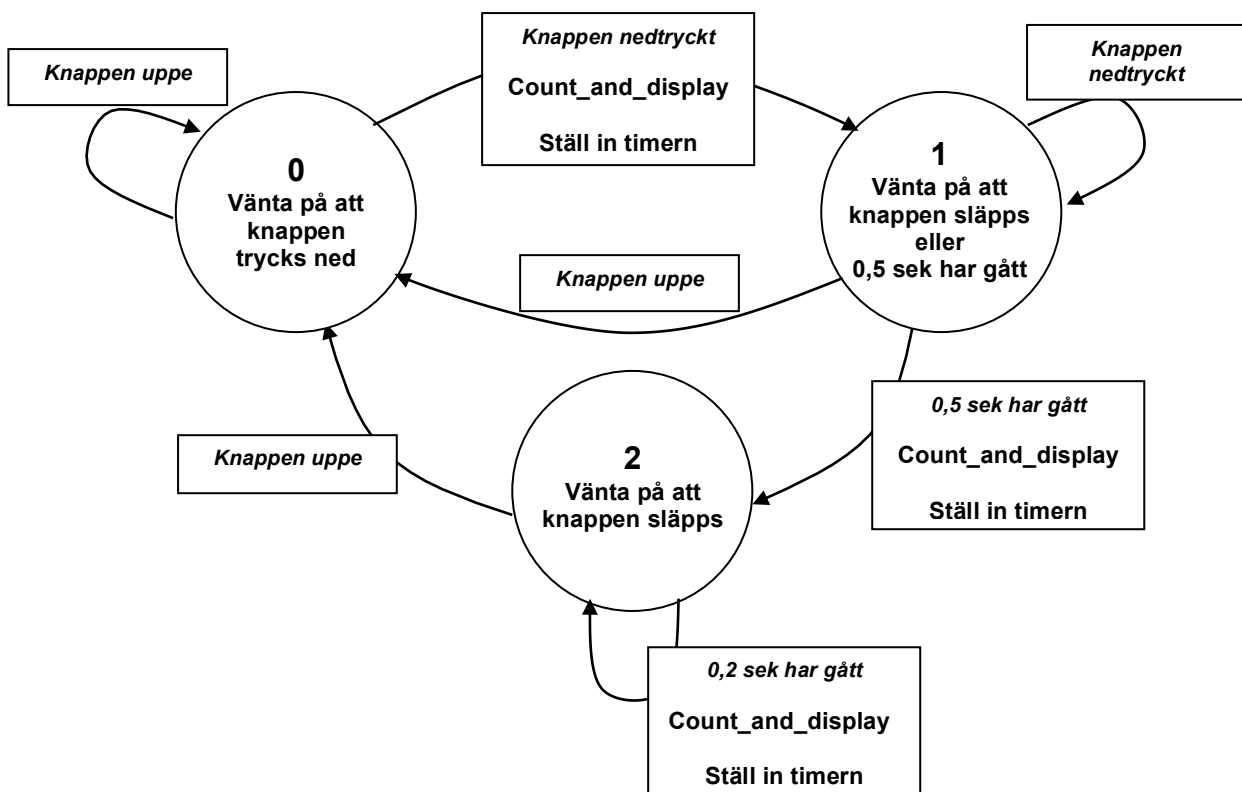 Knappen uppe
Knappen nedtryckt
Count_and_display
Ställ in timern
Knappen
nedtryckt
0
Vänta på att
knappen
trycks ned
1
Vänta på att
knappen släpps
eller
0,5 sek har gått
Knappen uppe
Knappen uppe
2
Vänta på att
knappen släpps
0,5 sek har gått
Count_and_display
Ställ in timern
0,2 sek har gått
Count_and_display
Ställ in timern